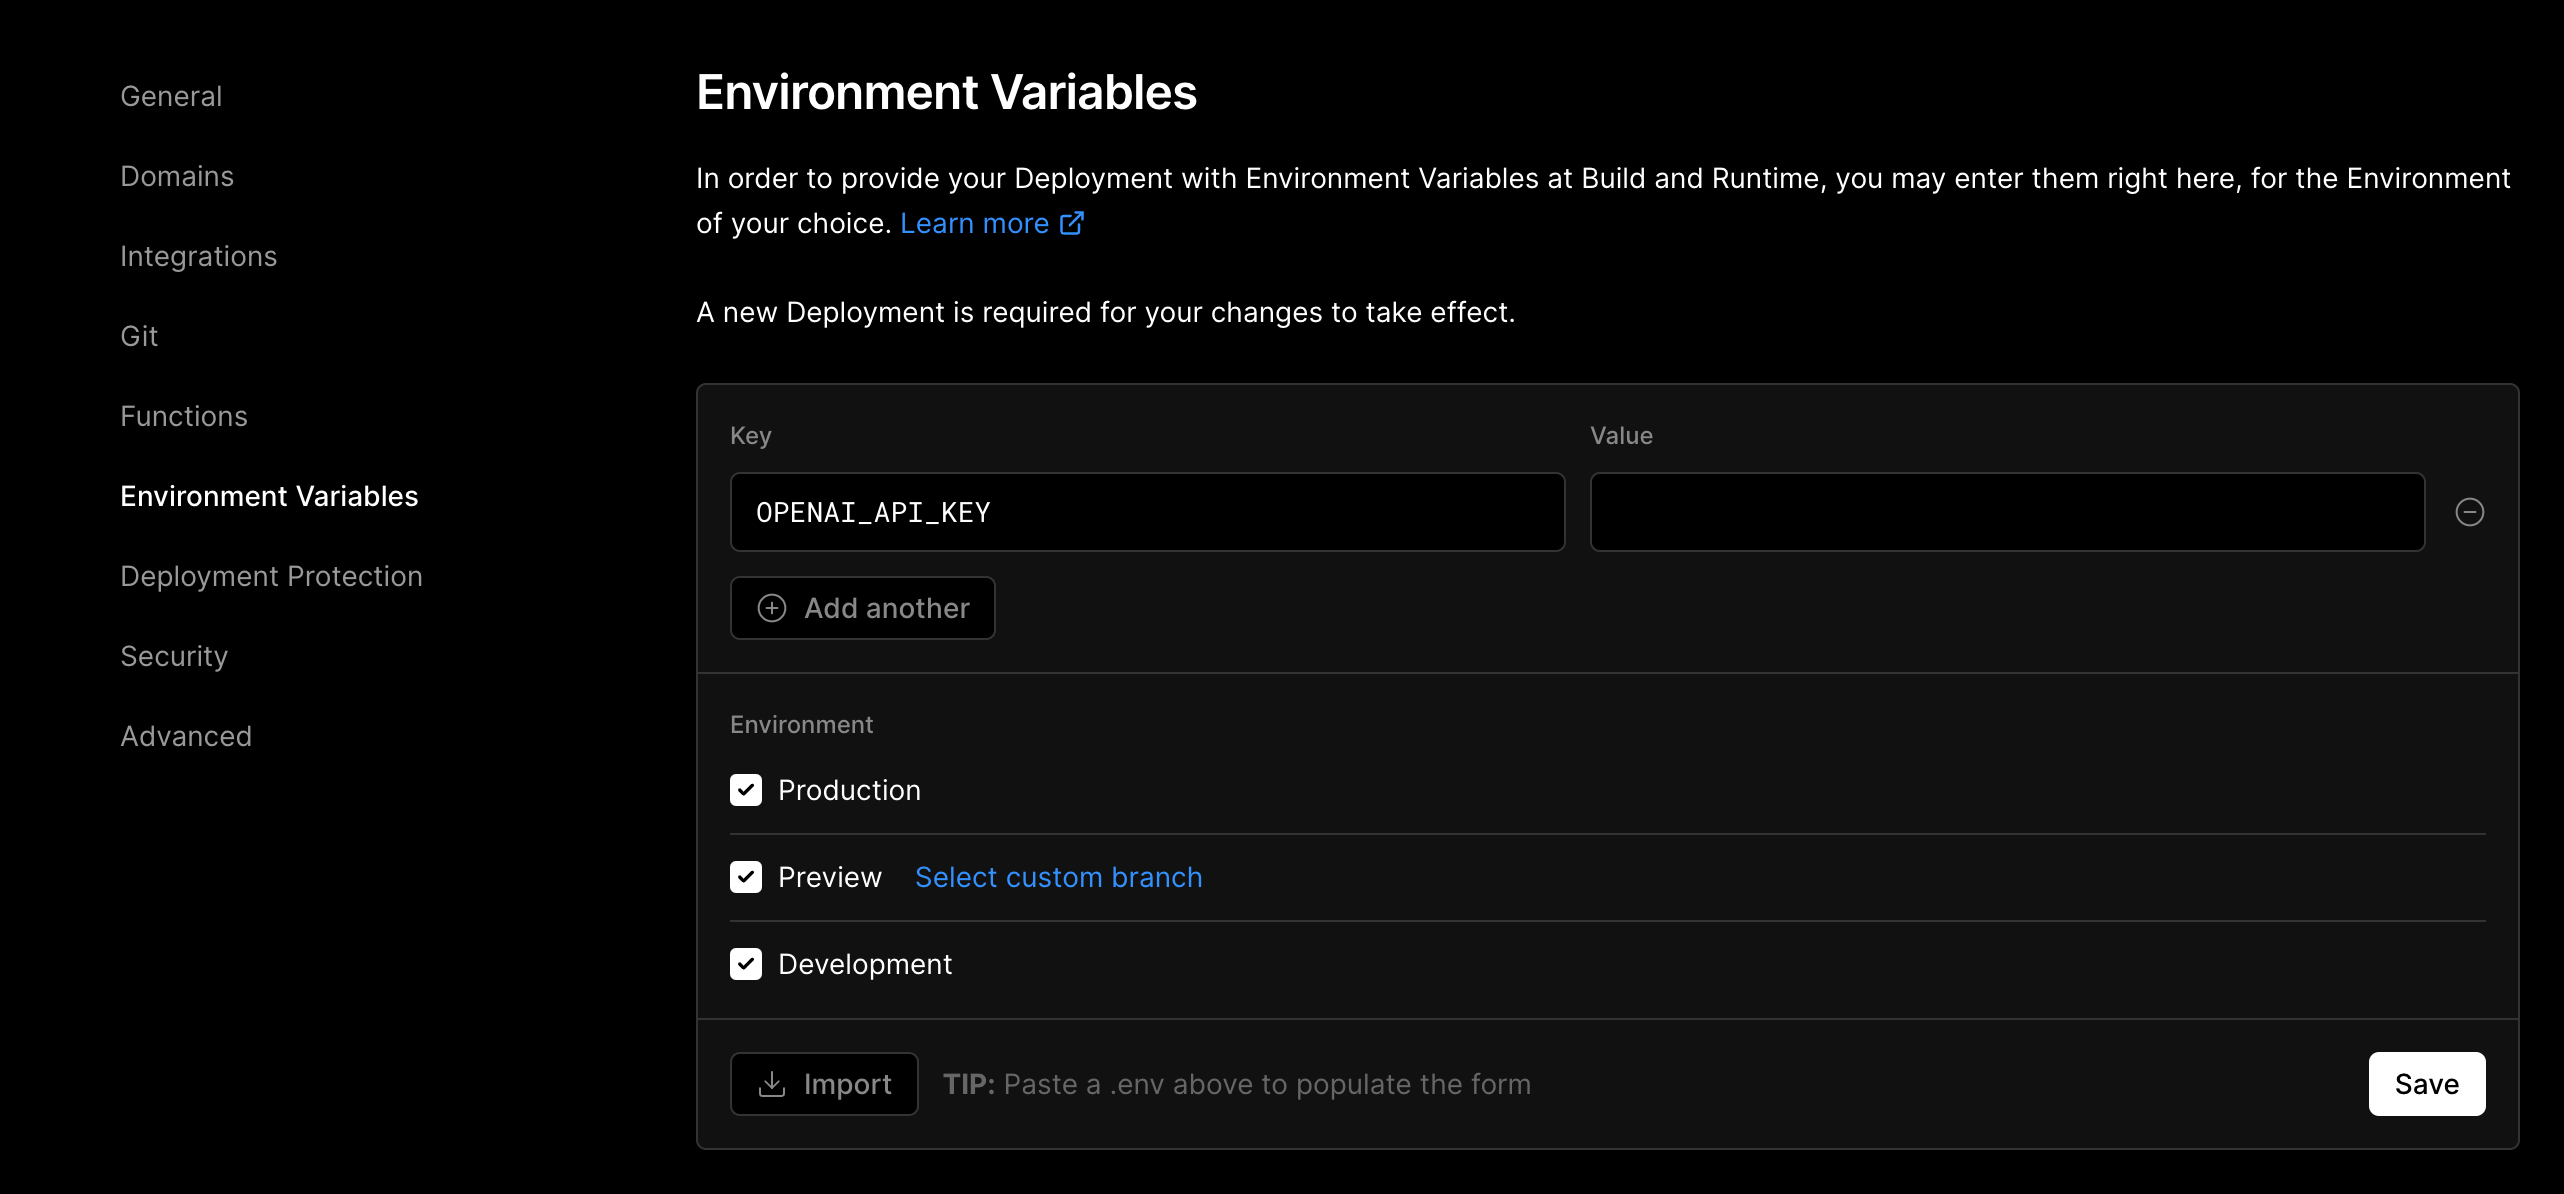 General
Domains
Integrations
Git
Functions
Environment Variables
Deployment Protection
Security
Advanced
Environment Variables
In order to provide your Deployment with Environment Variables at Build and Runtime, you may enter them right here, for the Environment
of your choice. Learn more
A new Deployment is required for your changes to take effect.
Key
Value
OPENAI_API_KEY
Add another
Environment
Production
Preview Select custom branch
Development
Import TIP: Paste a .env above to populate the form Save